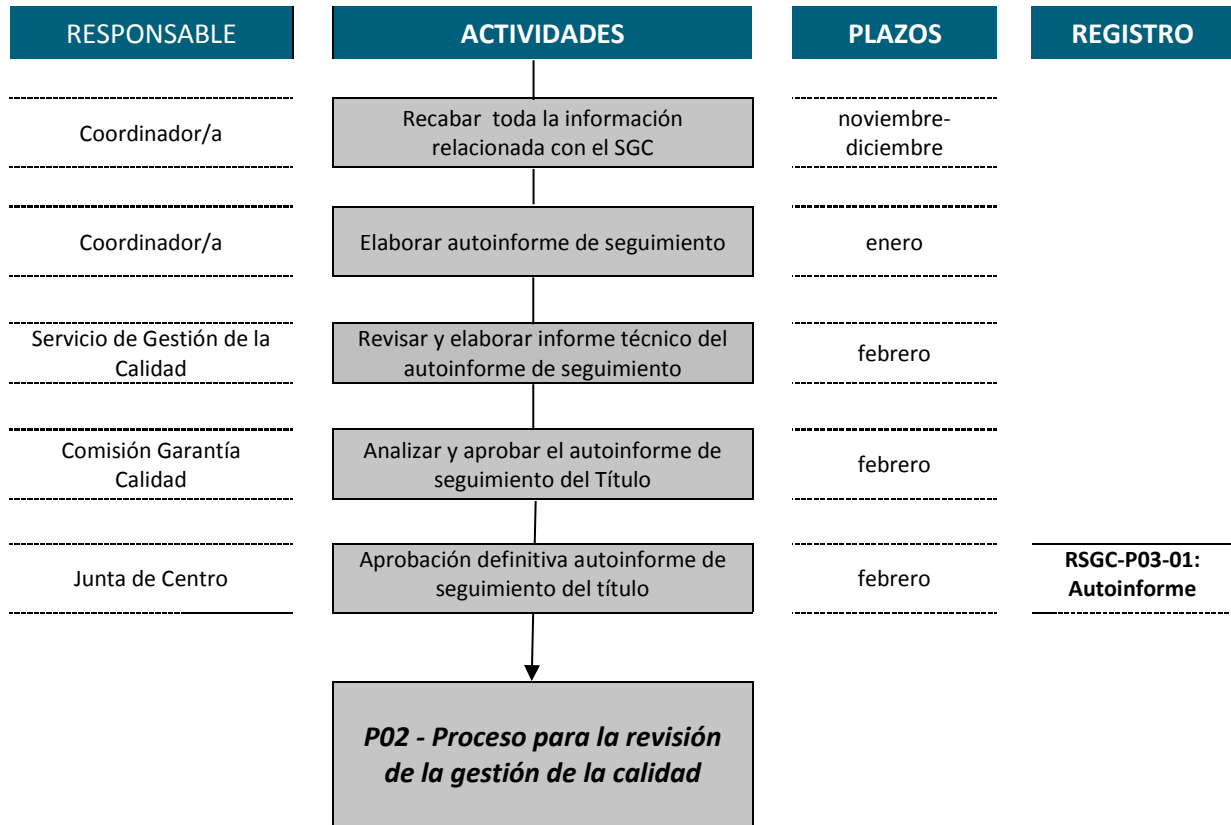 RESPONSABLE
ACTIVIDADES
PLAZOS
REGISTRO
Coordinador/a
Recabar toda la información
relacionada con el SGC
noviembre-
diciembre
Coordinador/a
Elaborar autoinforme de seguimiento
enero
Servicio de Gestión de la
Calidad
Revisar y elaborar informe técnico del
autoinforme de seguimiento
febrero
Comisión Garantía
Calidad
Analizar y aprobar el autoinforme de
seguimiento del Título
febrero
Junta de Centro
Aprobación definitiva autoinforme de
seguimiento del título
febrero
RSGC-P03-01:
Autoinforme
P02 - Proceso para la revisión
de la gestión de la calidad